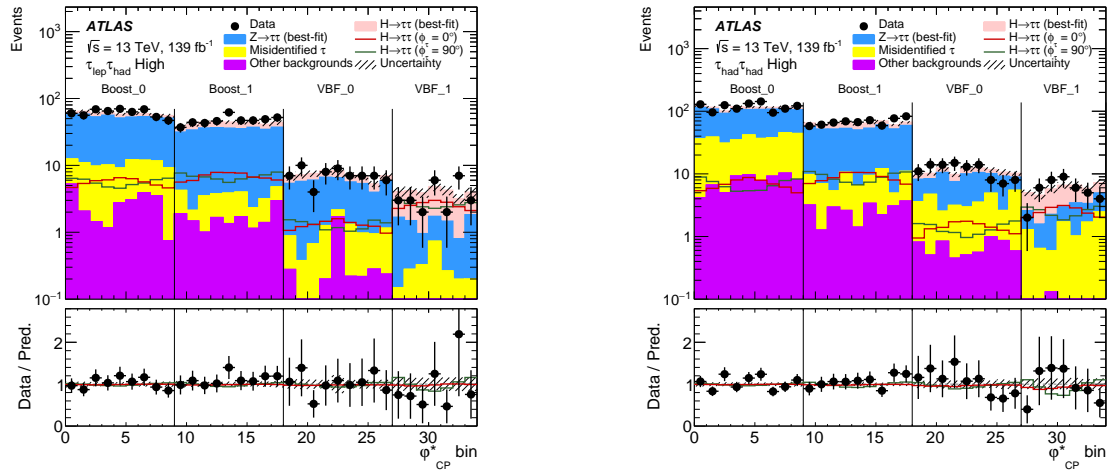 Events
10³
10²
10
1
10⁻¹
ATLAS
√s = 13 TeV, 139 fb⁻¹
τlepτhad High
Data
Z→ττ (best-fit)
Misidentified τ
Other backgrounds
H→ττ (best-fit)
H→ττ (ϕτ = 0°)
H→ττ (ϕτ = 90°)
Uncertainty
Boost_0 Boost_1 VBF_0 VBF_1
Data / Pred.
2
1
0
0 5 10 15 20 25 30
φ*CP bin
Events
10³
10²
10
1
10⁻¹
ATLAS
√s = 13 TeV, 139 fb⁻¹
τhadτhad High
Data
Z→ττ (best-fit)
Misidentified τ
Other backgrounds
H→ττ (best-fit)
H→ττ (ϕτ = 0°)
H→ττ (ϕτ = 90°)
Uncertainty
Boost_0 Boost_1 VBF_0 VBF_1
Data / Pred.
2
1
0
0 5 10 15 20 25 30
φ*CP bin